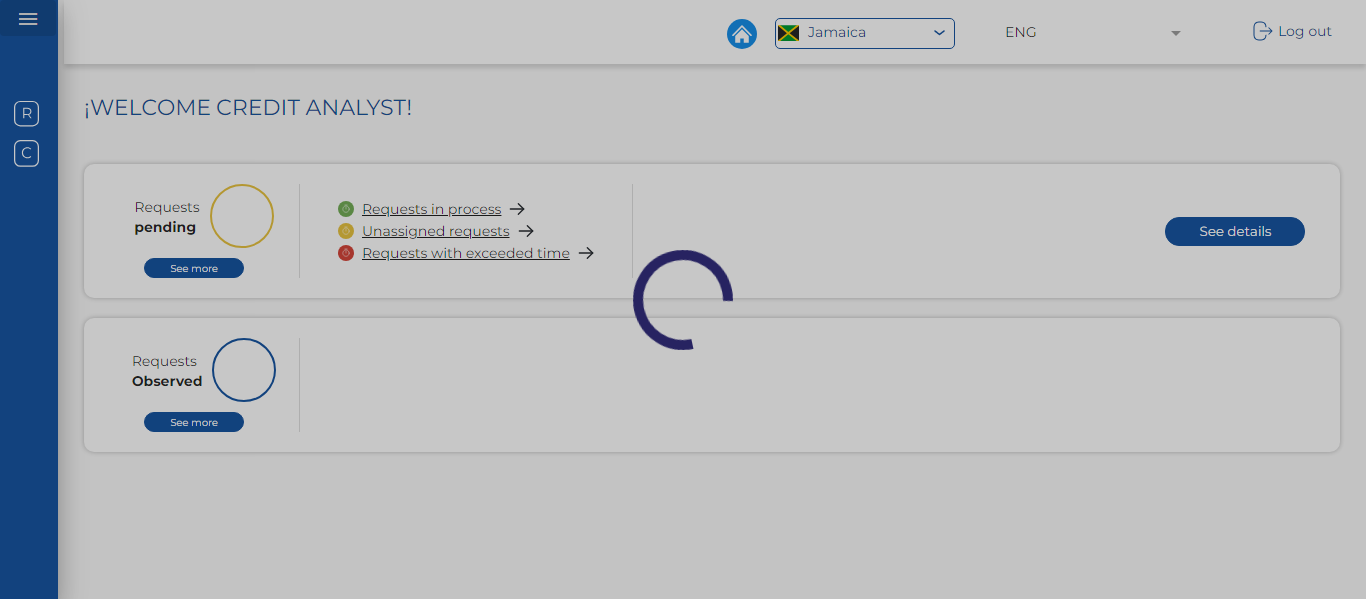 Jamaica
ENG
Log out
R
C
¡WELCOME CREDIT ANALYST!
Requests
pending
See more
Requests in process
Unassigned requests
Requests with exceeded time
See details
Requests
Observed
See more